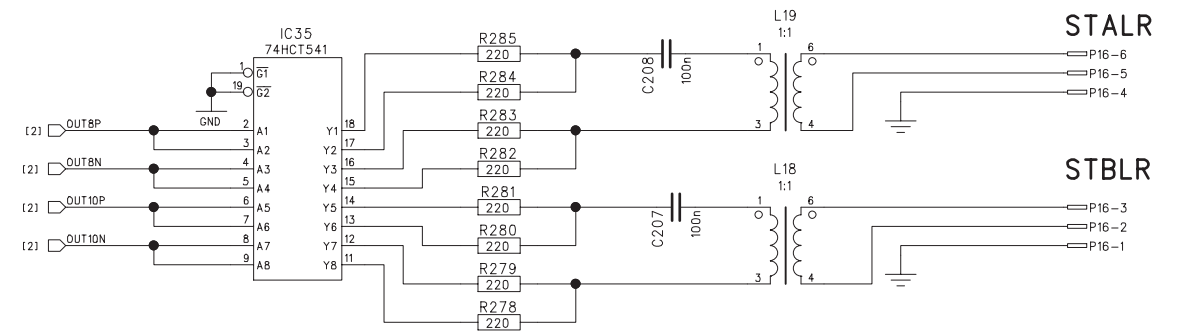 L19
1:1
STALR
IC35
74HCT541
R285
220
C208
100n
1
6
P16-6
P16-5
P16-4
3
4
1
G1
19
G2
GND
R284
220
R283
220
R282
220
[2] OUT8P
2 A1
Y1 18
3 A2
Y2 17
[2] OUT8N
4 A3
Y3 16
5 A4
Y4 15
[2] OUT10P
6 A5
Y5 14
7 A6
Y6 13
[2] OUT10N
8 A7
Y7 12
9 A8
Y8 11
L18
1:1
STBLR
R281
220
C207
100n
1
6
P16-3
P16-2
P16-1
3
4
R280
220
R279
220
R278
220